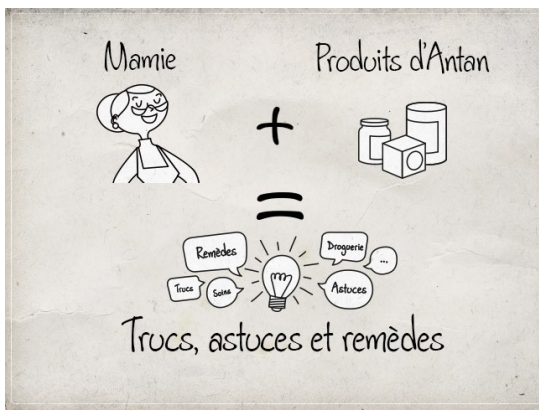 Mamie
Produits d'Antan
+
=
Remèdes
Droguerie
...
Trucs
Soins
Astuces
Trucs, astuces et remèdes